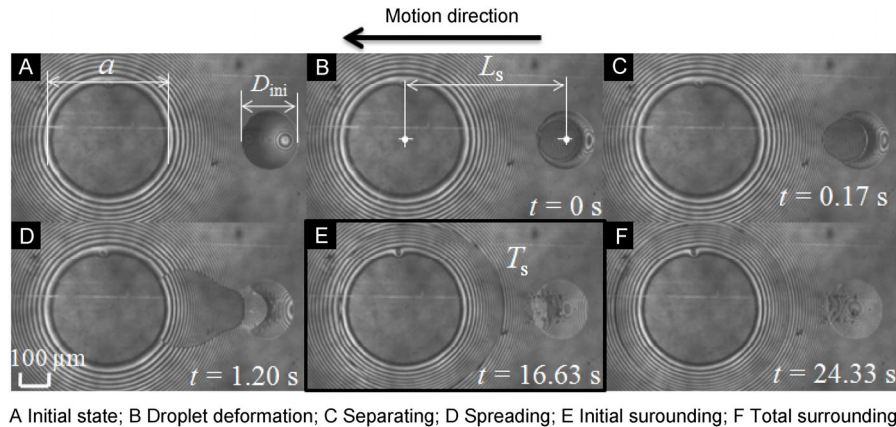 Motion direction
A
a
D_ini
B
L_s
t = 0 s
C
t = 0.17 s
D
100 μm
t = 1.20 s
E
T_s
t = 16.63 s
F
t = 24.33 s
A Initial state; B Droplet deformation; C Separating; D Spreading; E Initial surounding; F Total surrounding